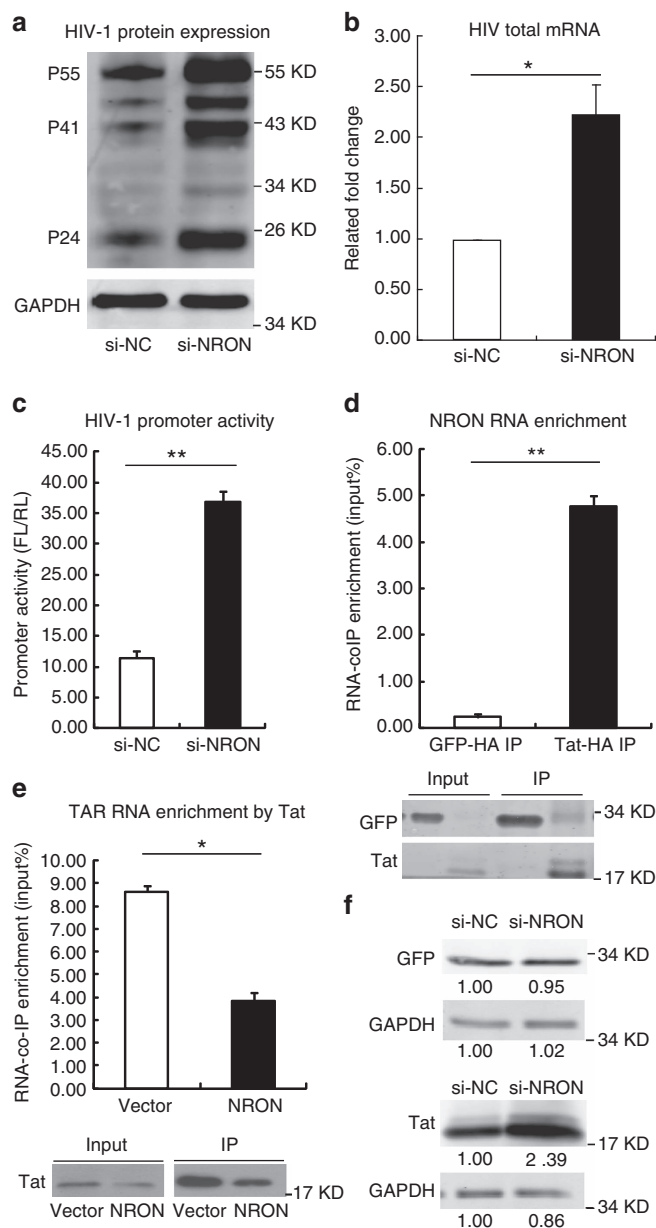 a
HIV-1 protein expression
P55
55 KD
P41
43 KD
34 KD
P24
26 KD
GAPDH
34 KD
si-NC si-NRON
b
HIV total mRNA
Related fold change
3.00
2.50
2.00
1.50
1.00
0.50
0.00
*
si-NC si-NRON
c
HIV-1 promoter activity
Promoter activity (FL/RL)
45.00
40.00
35.00
30.00
25.00
20.00
15.00
10.00
5.00
0.00
**
si-NC si-NRON
d
NRON RNA enrichment
RNA-coIP enrichment (input%)
6.00
5.00
4.00
3.00
2.00
1.00
0.00
**
GFP-HA IP Tat-HA IP
Input IP
GFP
34 KD
Tat
17 KD
e
TAR RNA enrichment by Tat
RNA-co-IP enrichment (input%)
10.00
9.00
8.00
7.00
6.00
5.00
4.00
3.00
2.00
1.00
0.00
*
Vector NRON
Input IP
Tat
17 KD
Vector NRON Vector NRON
f
si-NC si-NRON
GFP
34 KD
1.00 0.95
GAPDH
34 KD
1.00 1.02
si-NC si-NRON
Tat
17 KD
1.00 2 .39
GAPDH
34 KD
1.00 0.86